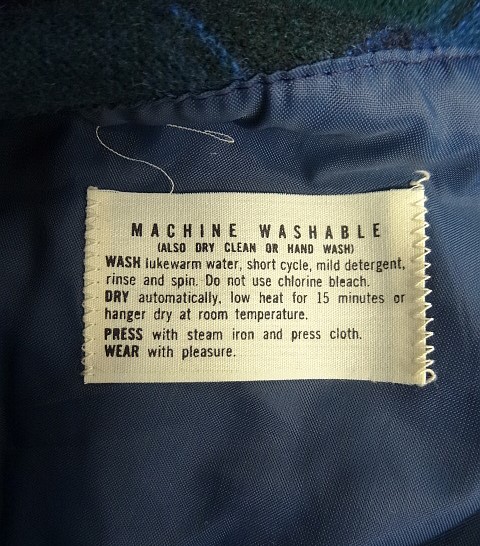 MACHINE WASHABLE
(ALSO DRY CLEAN OR HAND WASH)
WASH lukewarm water, short cycle, mild detergent,
rinse and spin. Do not use chlorine bleach.
DRY automatically, low heat for 15 minutes or
hanger dry at room temperature.
PRESS with steam iron and press cloth.
WEAR with pleasure.